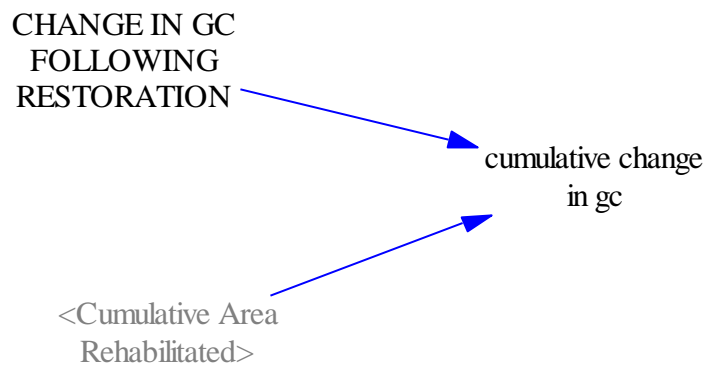 CHANGE IN GC
FOLLOWING
RESTORATION
cumulative change
in gc
<Cumulative Area
Rehabilitated>